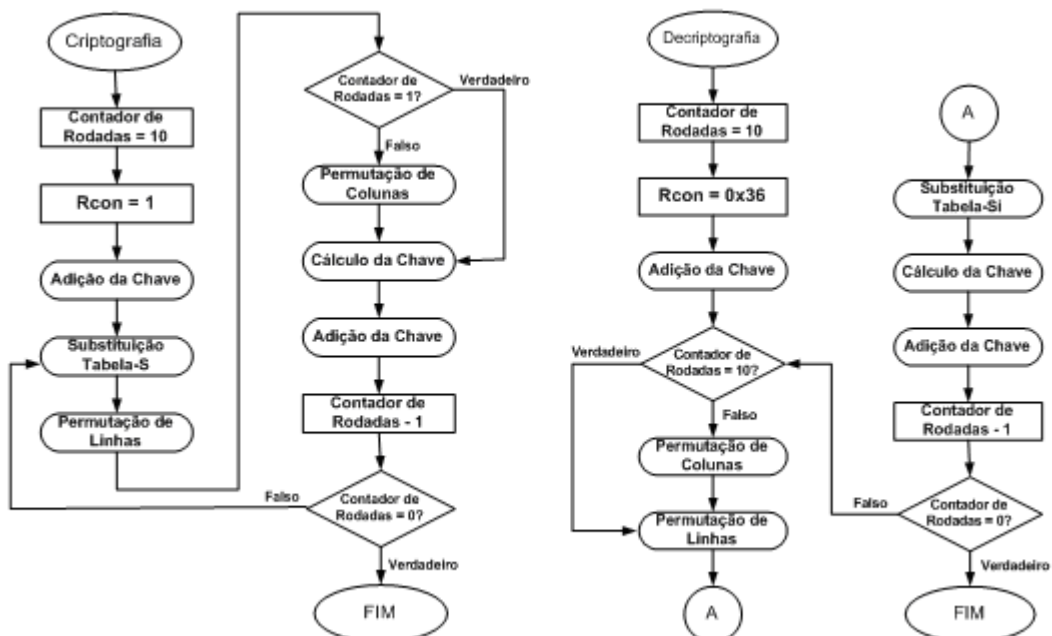 Criptografia
Contador de
Rodadas = 10
Rcon = 1
Adição da Chave
Substituição
Tabela-S
Permutação de
Linhas
Contador de
Rodadas = 1?
Verdadeiro
Falso
Permutação de
Colunas
Cálculo da Chave
Adição da Chave
Contador de
Rodadas - 1
Contador de
Rodadas = 0?
Falso
Verdadeiro
FIM
Decriptografia
Contador de
Rodadas = 10
Rcon = 0x36
Adição da Chave
Contador de
Rodadas = 10?
Verdadeiro
Falso
Permutação de
Colunas
Permutação de
Linhas
A
A
Substituição
Tabela-Si
Cálculo da Chave
Adição da Chave
Contador de
Rodadas - 1
Contador de
Rodadas = 0?
Falso
Verdadeiro
FIM